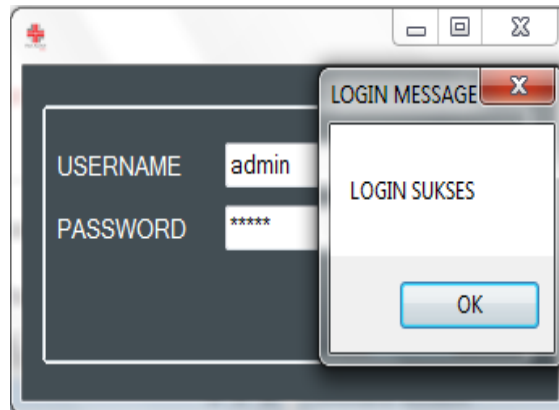 LOGIN MESSAGE
USERNAME admin
PASSWORD *****
LOGIN SUKSES
OK